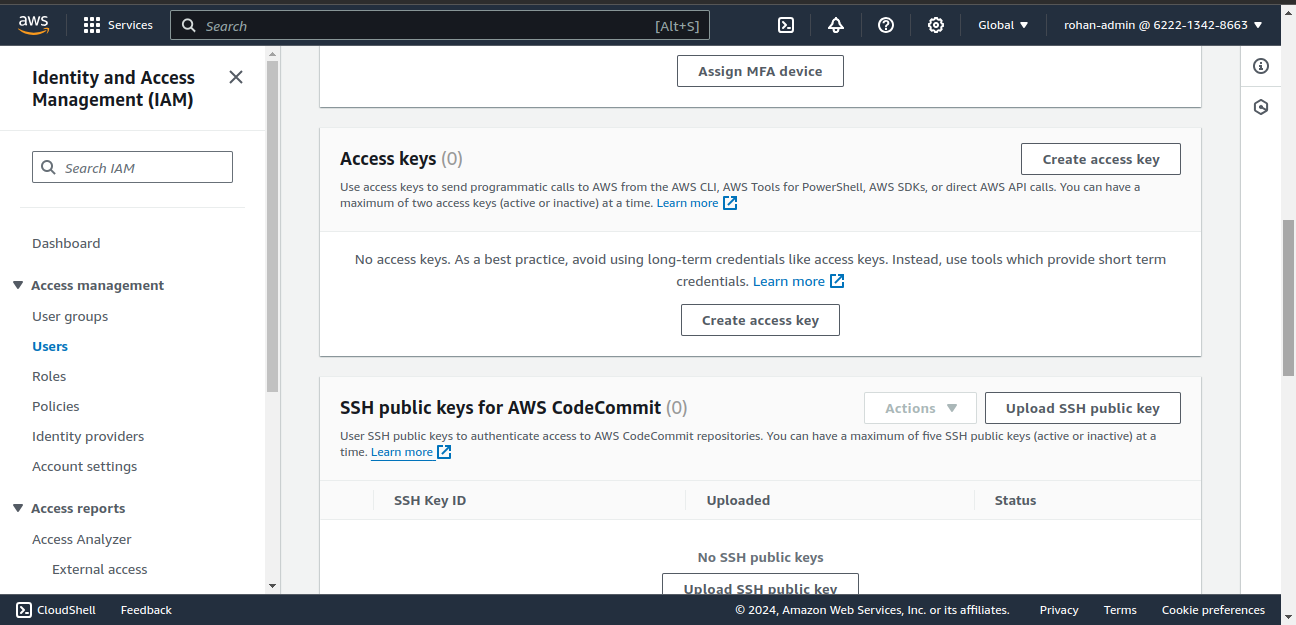 aws
Services
Search
[Alt+S]
Global
rohan-admin @ 6222-1342-8663
Identity and Access
Management (IAM)
Search IAM
Dashboard
Access management
User groups
Users
Roles
Policies
Identity providers
Account settings
Access reports
Access Analyzer
External access
Assign MFA device
Access keys (0)
Create access key
Use access keys to send programmatic calls to AWS from the AWS CLI, AWS Tools for PowerShell, AWS SDKs, or direct AWS API calls. You can have a
maximum of two access keys (active or inactive) at a time. Learn more
No access keys. As a best practice, avoid using long-term credentials like access keys. Instead, use tools which provide short term
credentials. Learn more
Create access key
SSH public keys for AWS CodeCommit (0)
Actions
Upload SSH public key
User SSH public keys to authenticate access to AWS CodeCommit repositories. You can have a maximum of five SSH public keys (active or inactive) at a
time. Learn more
SSH Key ID
Uploaded
Status
No SSH public keys
Upload SSH public key
CloudShell
Feedback
© 2024, Amazon Web Services, Inc. or its affiliates.
Privacy
Terms
Cookie preferences